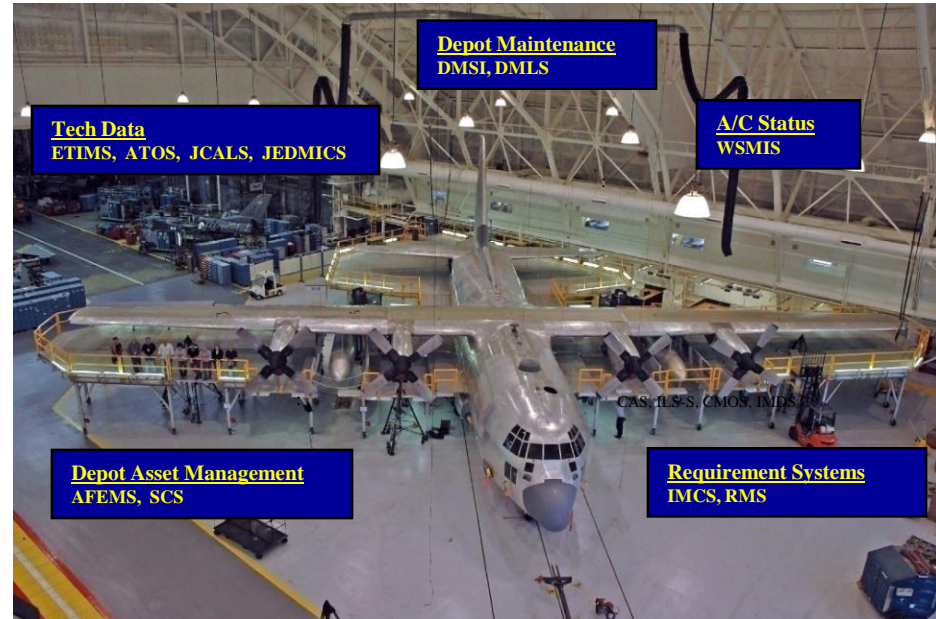 Depot Maintenance
DMSI, DMLS
Tech Data
ETIMS, ATOS, JCALS, JEDMICS
A/C Status
WSMIS
CAS, ILS-S, CMOS, IMDS
Depot Asset Management
AFEMS, SCS
Requirement Systems
IMCS, RMS